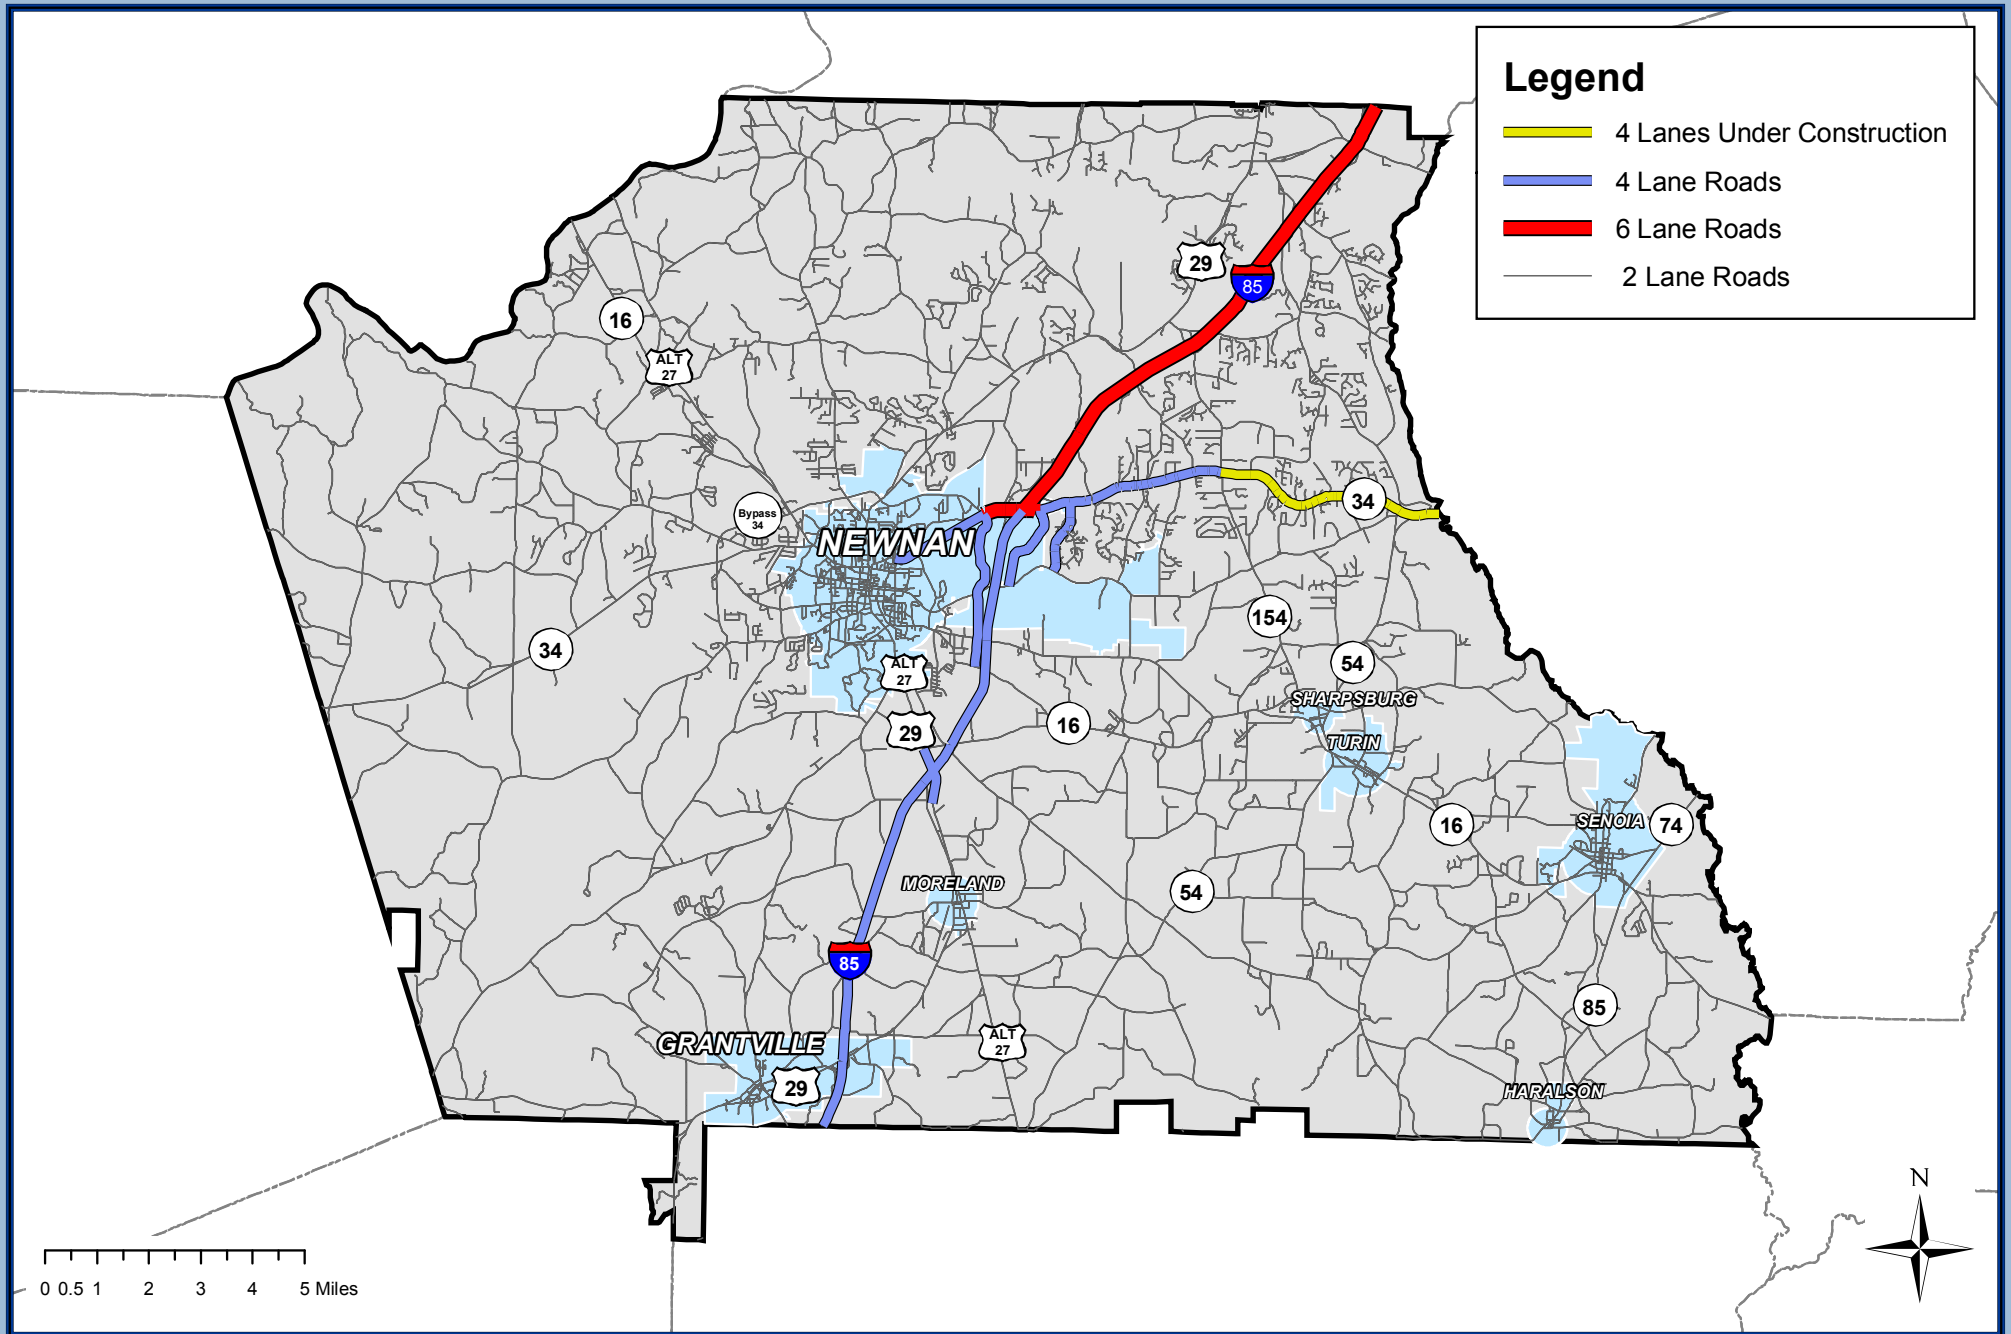 Legend
4 Lanes Under Construction
4 Lane Roads
6 Lane Roads
2 Lane Roads
29
85
16
ALT
27
Bypass
34
34
NEWNAN
154
34
54
ALT
27
SHARPSBURG
29
16
TURIN
16
SENOIA
74
MORELAND
54
85
85
GRANTVILLE
ALT
27
29
HARALSON
N
0 0.5 1 2 3 4 5 Miles